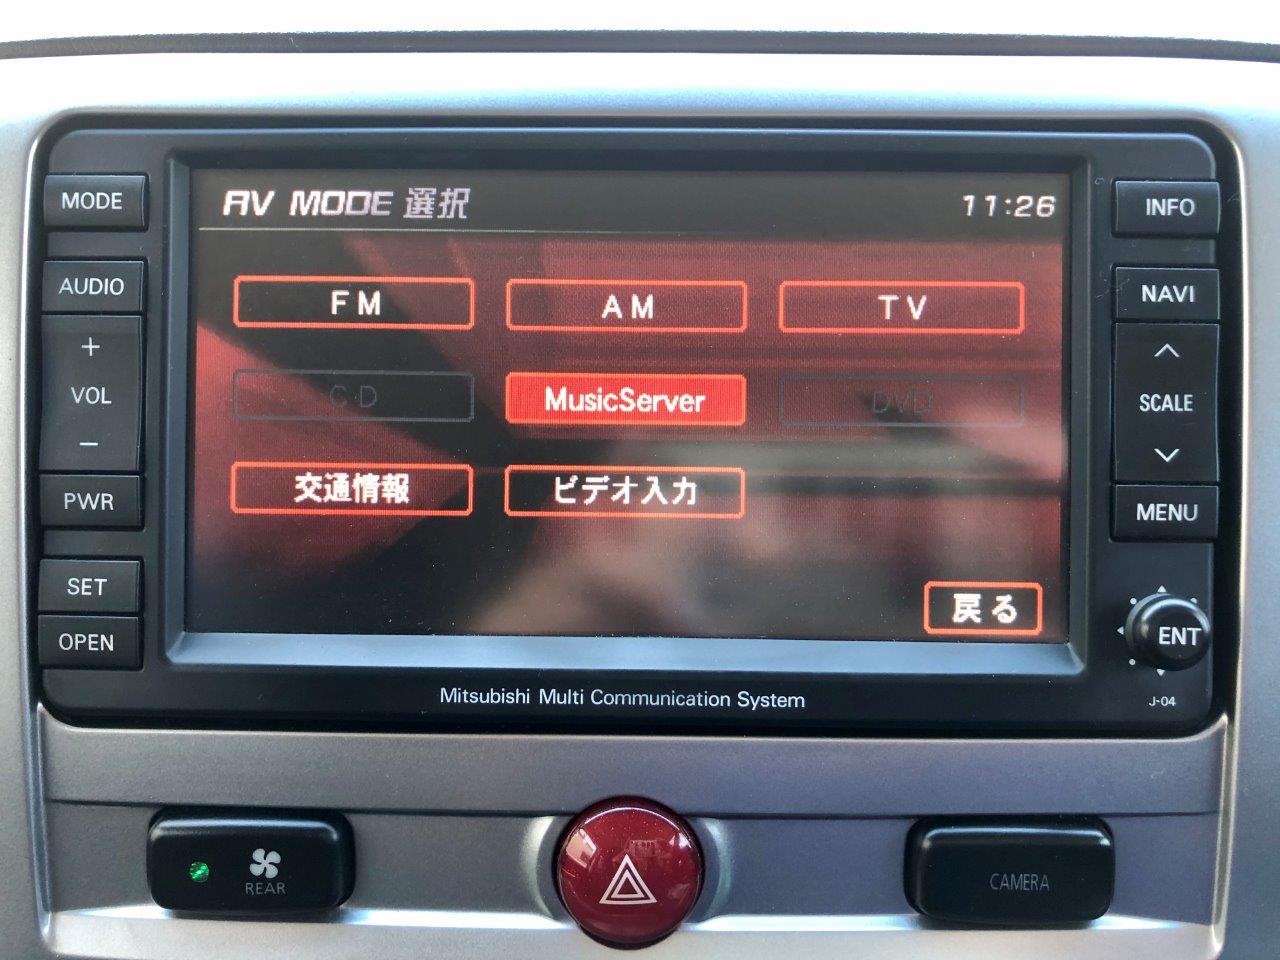 AV MODE 選択 11:26
FM AM TV
CD MusicServer DVD
交通情報 ビデオ入力
戻る
MODE
AUDIO
+
VOL
−
PWR
SET
OPEN
INFO
NAVI
SCALE
MENU
ENT
J-04
Mitsubishi Multi Communication System
REAR
CAMERA